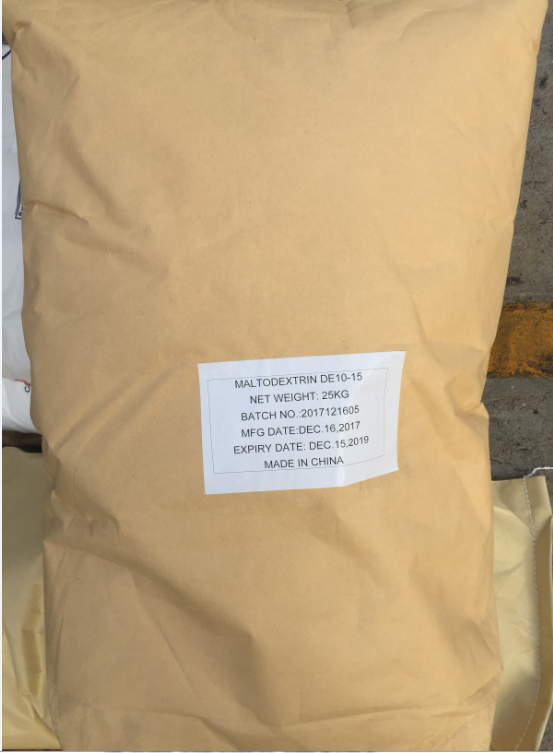 MALTODEXTRIN DE10-15
NET WEIGHT: 25KG
BATCH NO.:2017121605
MFG DATE:DEC.16,2017
EXPIRY DATE: DEC.15,2019
MADE IN CHINA